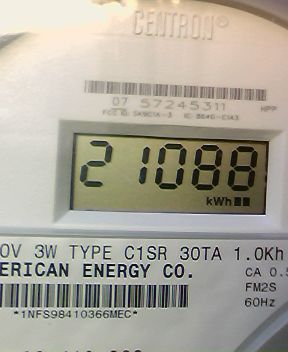 CENTRON®
07 57245311 HPP
21088
kWh
0V 3W TYPE C1SR 30TA 1.0Kh
ERICAN ENERGY CO.
CA 0.5
FM2S
60Hz
*1NFS98410366MEC*